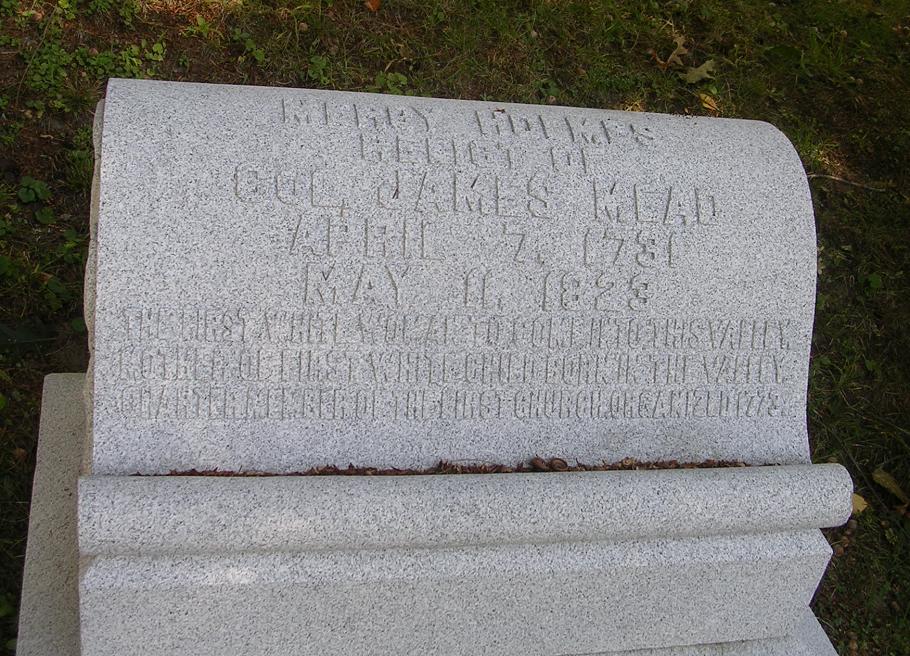 MERCY HOLMES
RELICT OF
COL. JAMES MEAD
APRIL 7, 1731
MAY 11, 1823
THE FIRST WHITE WOMAN TO COME INTO THIS VALLEY,
MOTHER OF FIRST WHITE CHILD BORN IN THE VALLEY,
CHARTER MEMBER OF THE FIRST CHURCH, ORGANIZED 1773.